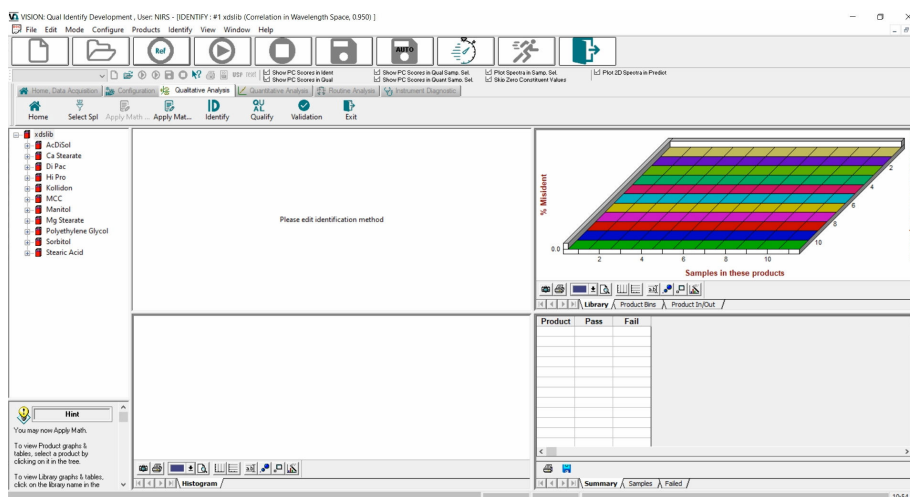 VISION: Qual Identify Development , User: NIRS - [IDENTIFY : #1 xdslib (Correlation in Wavelength Space, 0.950) ]
File Edit Mode Configure Products Identify View Window Help
Ref
AUTO
Show PC Scores in Ident
Show PC Scores in Qual Samp. Sel.
Plot Spectra in Samp. Sel.
Plot 2D Spectra in Predict
Show PC Scores in Qual
Show PC Scores in Quant Samp. Sel.
Skip Zero Constituent Values
Home, Data Acquisition
Configuration
Qualitative Analysis
Quantitative Analysis
Routine Analysis
Instrument Diagnostic
ID
QU
AL
Home
Select Spl
Apply Math ...
Apply Mat...
Identify
Qualify
Validation
Exit
xdslib
AcDiSol
Ca Stearate
Di Pac
Hi Pro
Kollidon
MCC
Manitol
Mg Stearate
Polyethylene Glycol
Sorbitol
Stearic Acid
Please edit identification method
% Misident
0.0
2 4 6 8 10
2
4
6
8
10
Samples in these products
Library
Product Bins
Product In/Out
Hint
You may now Apply Math.
To view Product graphs &
tables, select a product by
clicking on it in the tree.
To view Library graphs & tables,
click on the library name in the
Histogram
Product Pass Fail
Summary
Samples
Failed
10:54